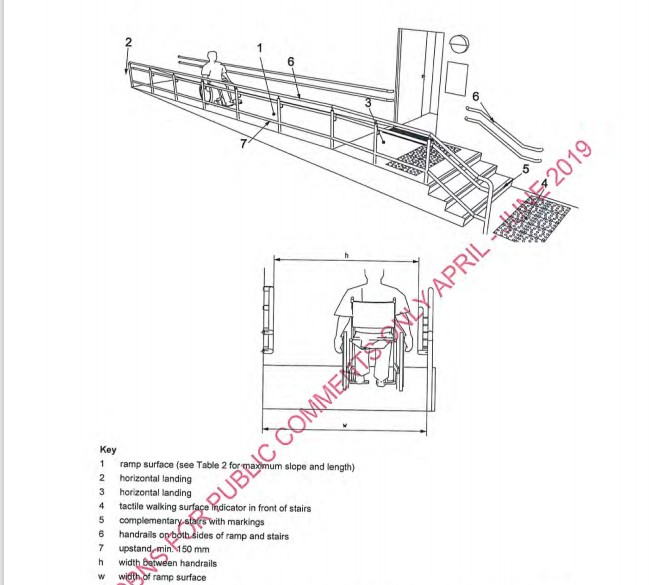 2
1
6
3
6
7
5
4
h
w
Key
1 ramp surface (see Table 2 for maximum slope and length)
2 horizontal landing
3 horizontal landing
4 tactile walking surface indicator in front of stairs
5 complementary stairs with markings
6 handrails on both sides of ramp and stairs
7 upstand, min. 150 mm
h width between handrails
w width of ramp surface
RBNS FOR PUBLIC COMMENTS ONLY APRIL - JUNE 2019